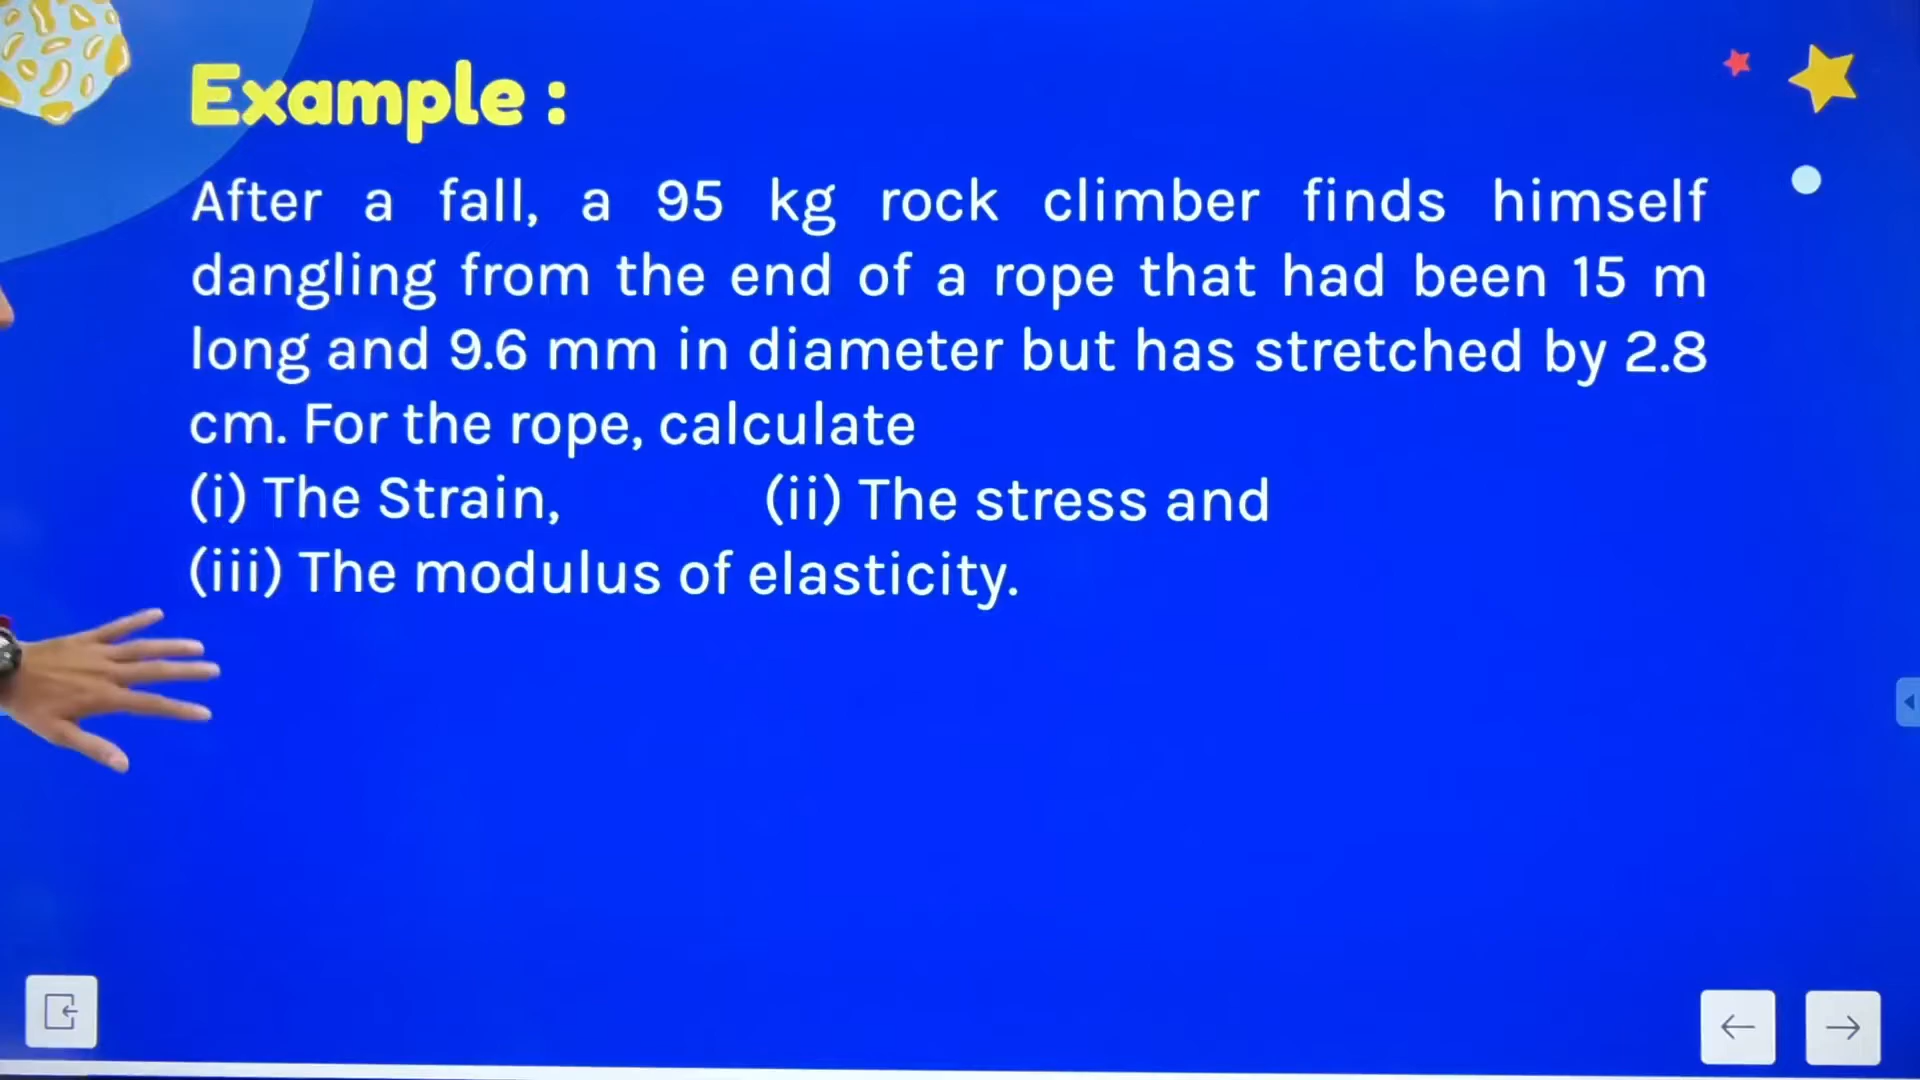 Example :
After a fall, a 95 kg rock climber finds himself
dangling from the end of a rope that had been 15 m
long and 9.6 mm in diameter but has stretched by 2.8
cm. For the rope, calculate
(i) The Strain, (ii) The stress and
(iii) The modulus of elasticity.